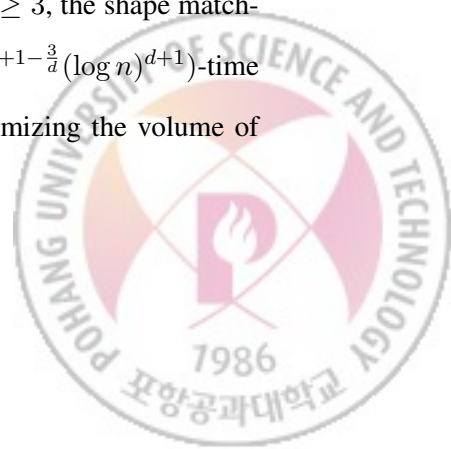 ≥ 3, the shape match-
+1−3/d (log n)^{d+1})-time
mizing the volume of
POHANG UNIVERSITY OF SCIENCE AND TECHNOLOGY
1986
포항공과대학교